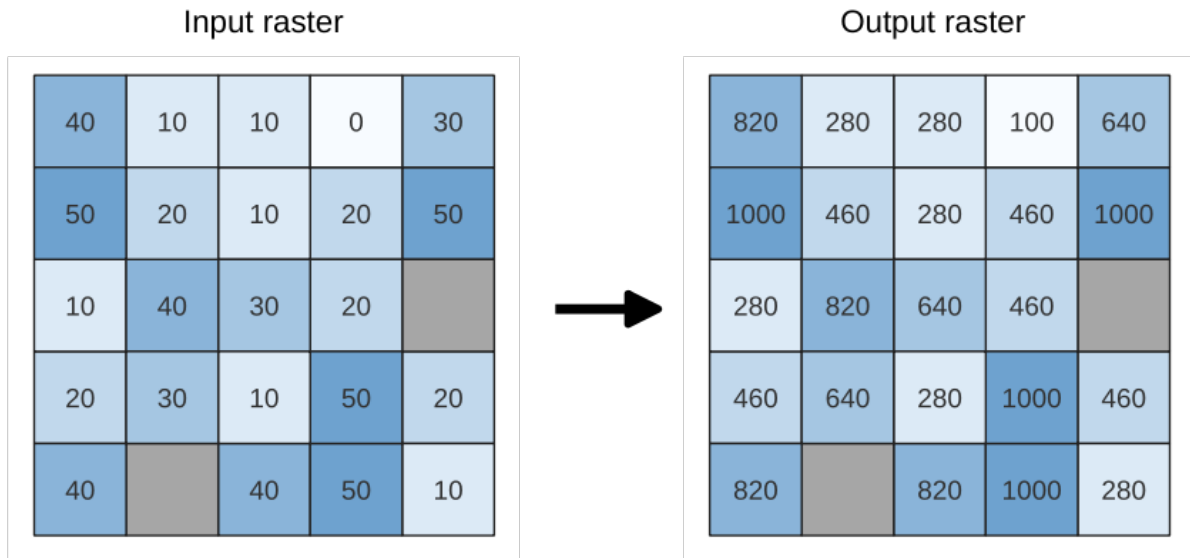 Input raster
Output raster
40 10 10 0 30
50 20 10 20 50
10 40 30 20
20 30 10 50 20
40 40 50 10
820 280 280 100 640
1000 460 280 460 1000
280 820 640 460
460 640 280 1000 460
820 820 1000 280